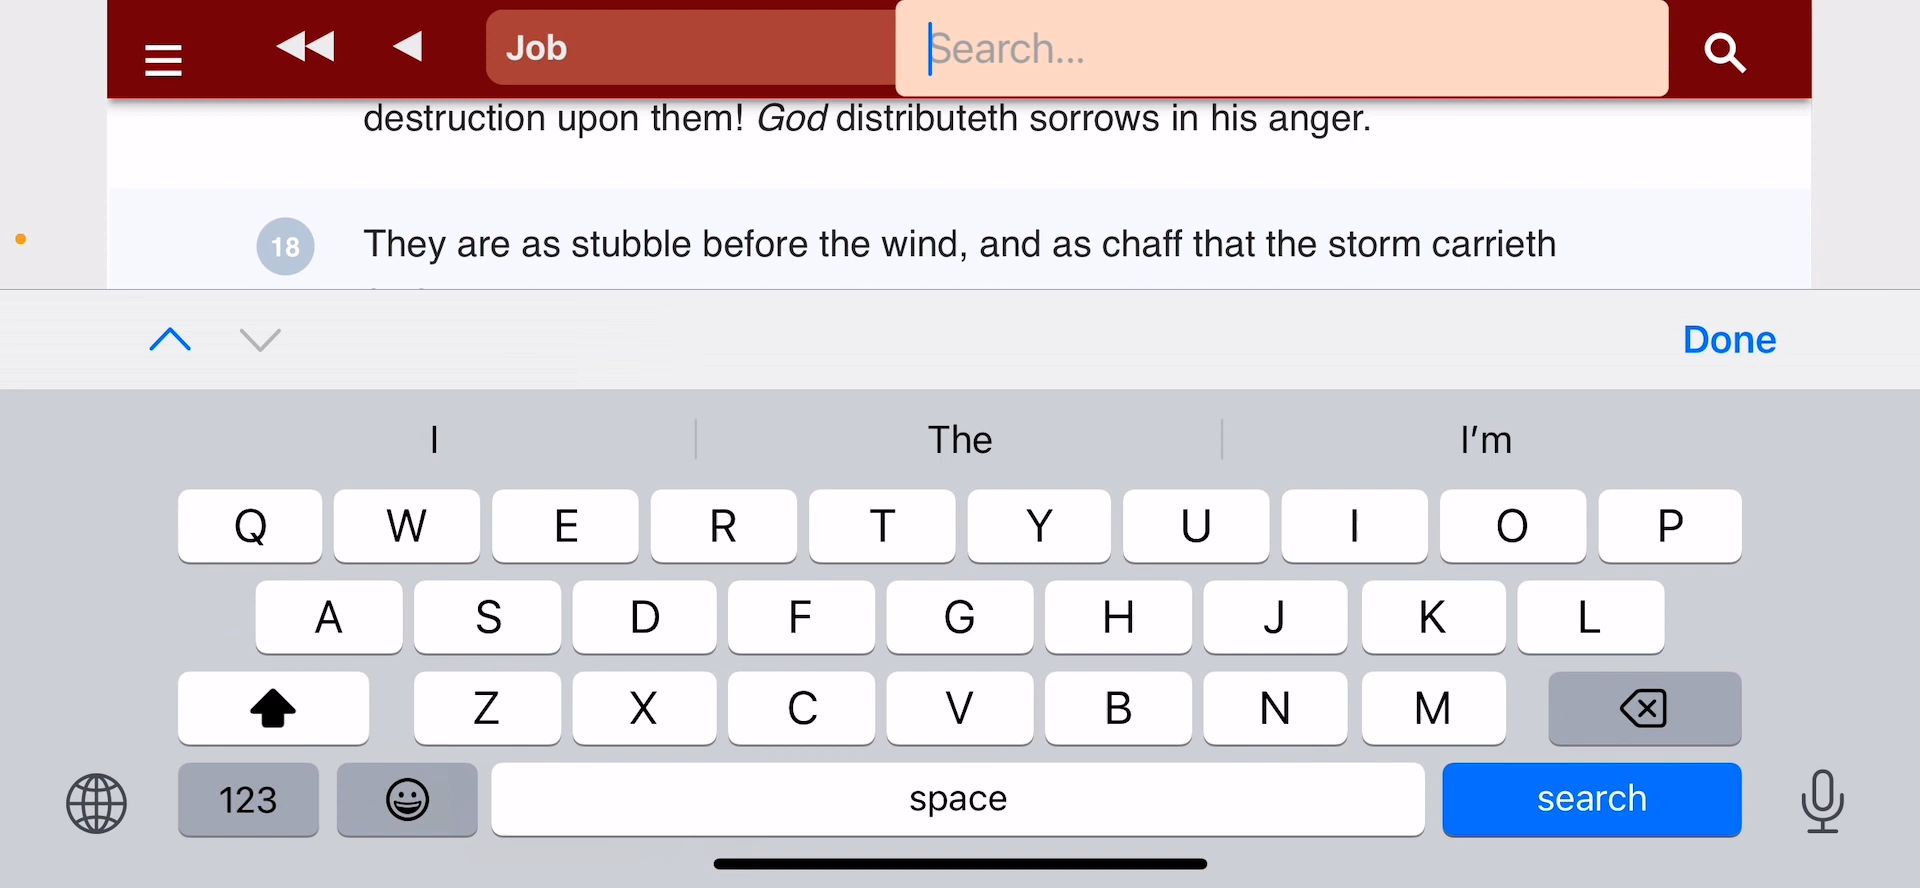 Job
Search...
destruction upon them! God distributeth sorrows in his anger.
18 They are as stubble before the wind, and as chaff that the storm carrieth
Done
I The I'm
Q W E R T Y U I O P
A S D F G H J K L
Z X C V B N M
123 space search